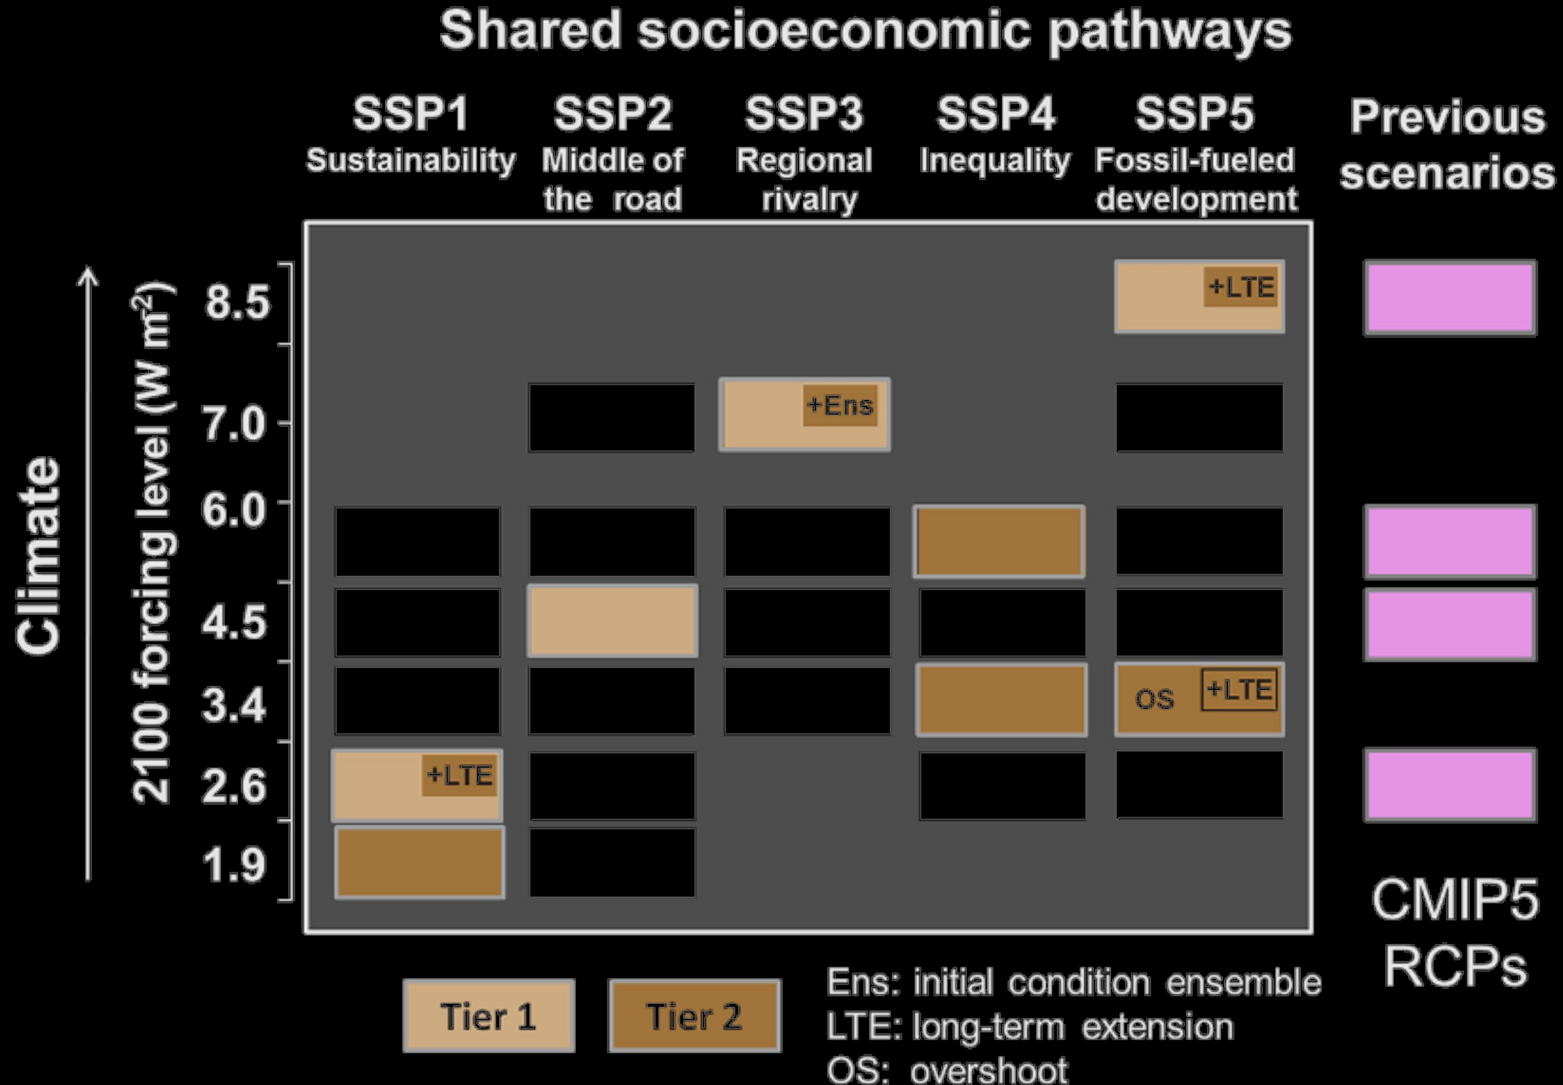 Shared socioeconomic pathways
SSP1
Sustainability
SSP2
Middle of
the road
SSP3
Regional
rivalry
SSP4
Inequality
SSP5
Fossil-fueled
development
Previous
scenarios
Climate
2100 forcing level (W m²)
8.5
7.0
6.0
4.5
3.4
2.6
1.9
+LTE
+Ens
OS +LTE
+LTE
CMIP5
RCPs
Tier 1
Tier 2
Ens: initial condition ensemble
LTE: long-term extension
OS: overshoot